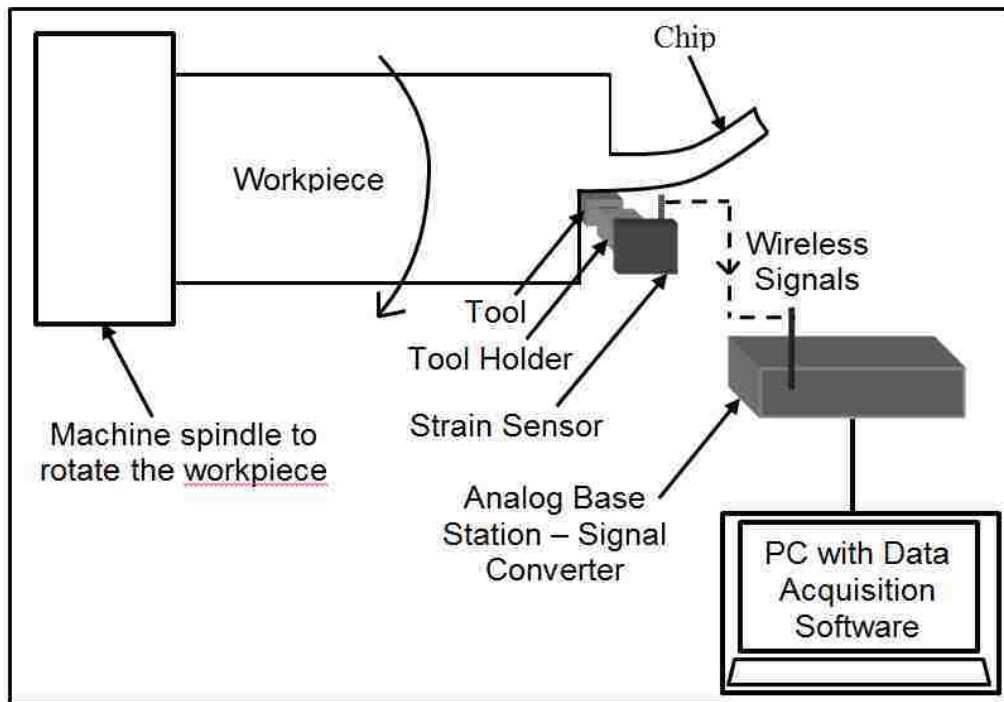 Chip
Workpiece
Wireless
Signals
Tool
Tool Holder
Strain Sensor
Machine spindle to
rotate the workpiece
Analog Base
Station – Signal
Converter
PC with Data
Acquisition
Software